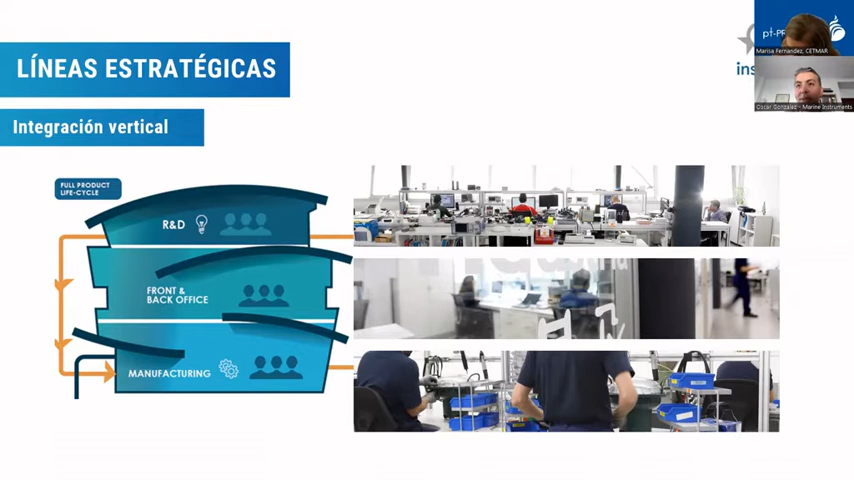 LÍNEAS ESTRATÉGICAS
Integración vertical
FULL PRODUCT
LIFE-CYCLE
R&D
FRONT &
BACK OFFICE
MANUFACTURING
Marisa Fernandez, CETMAR
Oscar Gonzalez - Marine Instruments